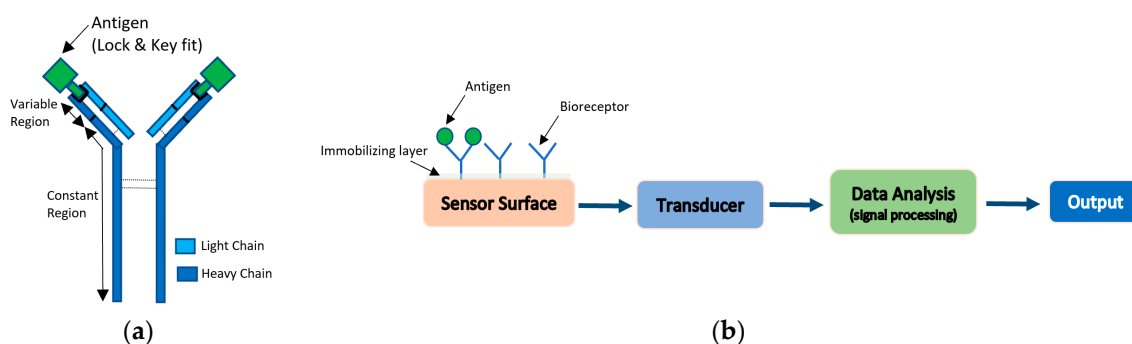 Antigen
(Lock & Key fit)
Variable
Region
Constant
Region
Light Chain
Heavy Chain
(a)
Antigen
Bioreceptor
Immobilizing layer
Sensor Surface
Transducer
Data Analysis
(signal processing)
Output
(b)